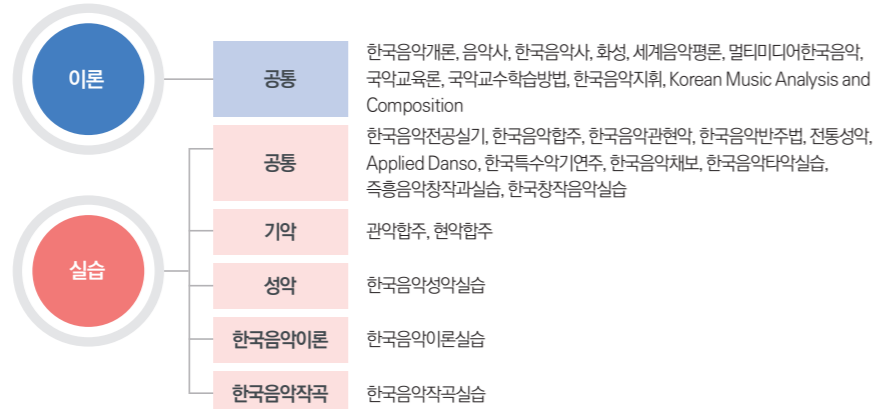 이론
공통
한국음악개론, 음악사, 한국음악사, 화성, 세계음악평론, 멀티미디어한국음악,
국악교육론, 국악교수학습방법, 한국음악지휘, Korean Music Analysis and
Composition
실습
공통
한국음악전공실기, 한국음악합주, 한국음악관현악, 한국음악반주법, 전통성악,
Applied Danso, 한국특수악기연주, 한국음악채보, 한국음악타악실습,
즉흥음악창작과실습, 한국창작음악실습
기악
관악합주, 현악합주
성악
한국음악성악실습
한국음악이론
한국음악이론실습
한국음악작곡
한국음악작곡실습